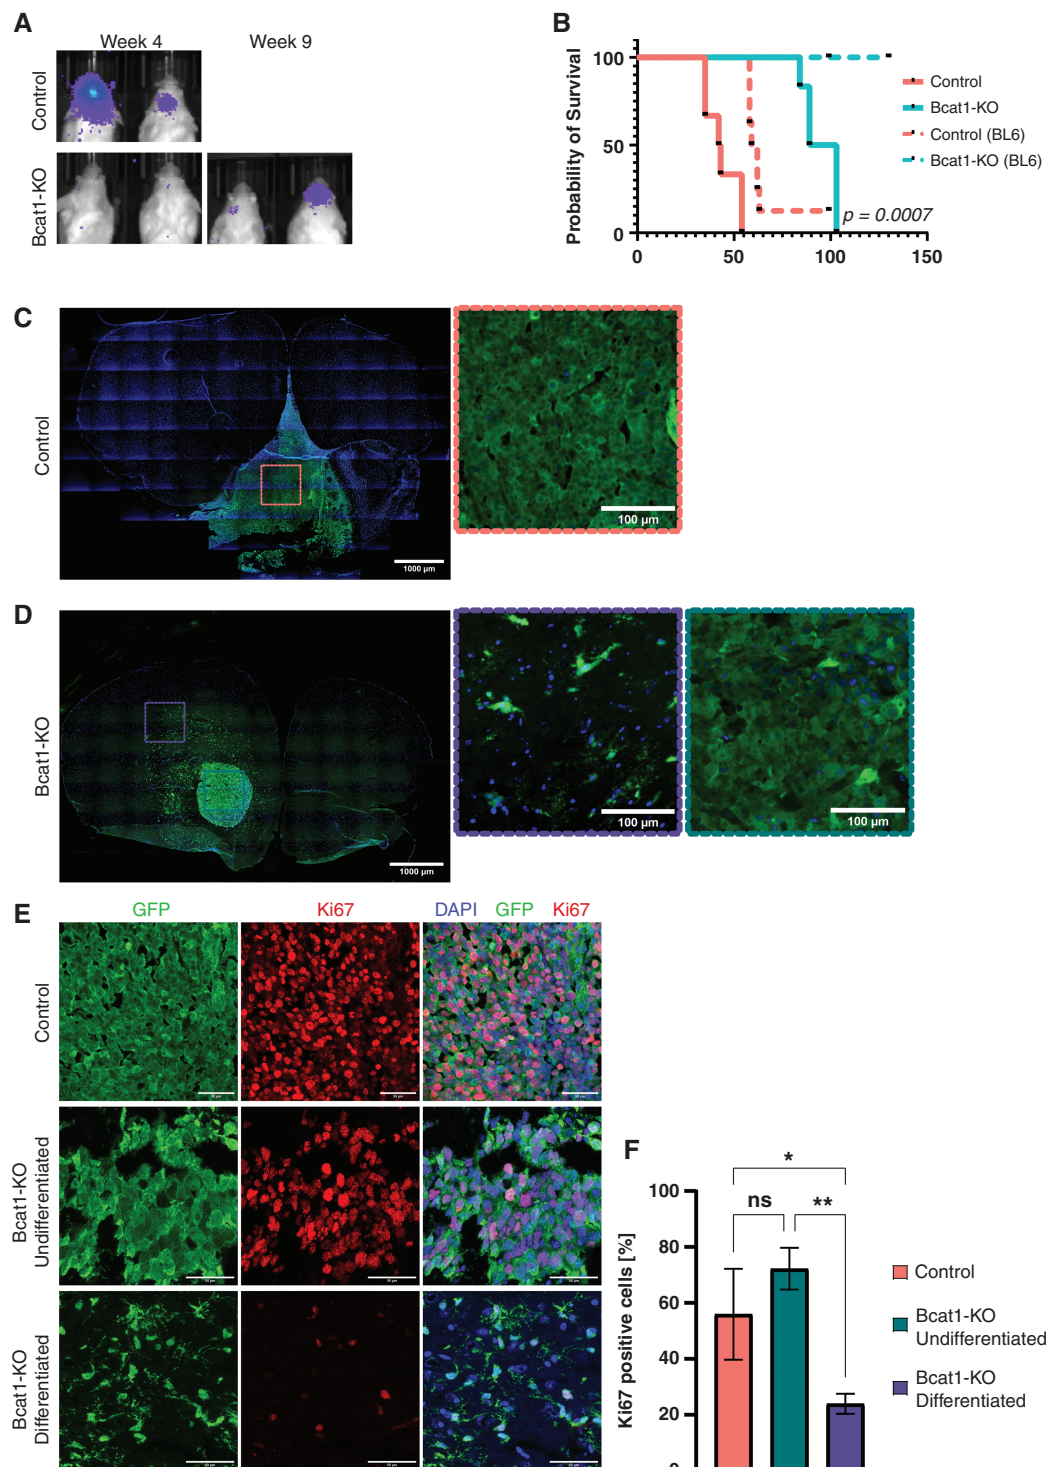 A
Week 4
Week 9
Control
Bcat1-KO
B
Probability of Survival
100
50
0
0
50
100
150
p = 0.0007
Control
Bcat1-KO
Control (BL6)
Bcat1-KO (BL6)
C
Control
1000 µm
100 µm
D
Bcat1-KO
1000 µm
100 µm
100 µm
E
GFP
Ki67
DAPI GFP Ki67
Control
Bcat1-KO
Undifferentiated
Bcat1-KO
Differentiated
F
Ki67 positive cells [%]
100
80
60
40
20
0
*
ns
**
Control
Bcat1-KO
Undifferentiated
Bcat1-KO
Differentiated